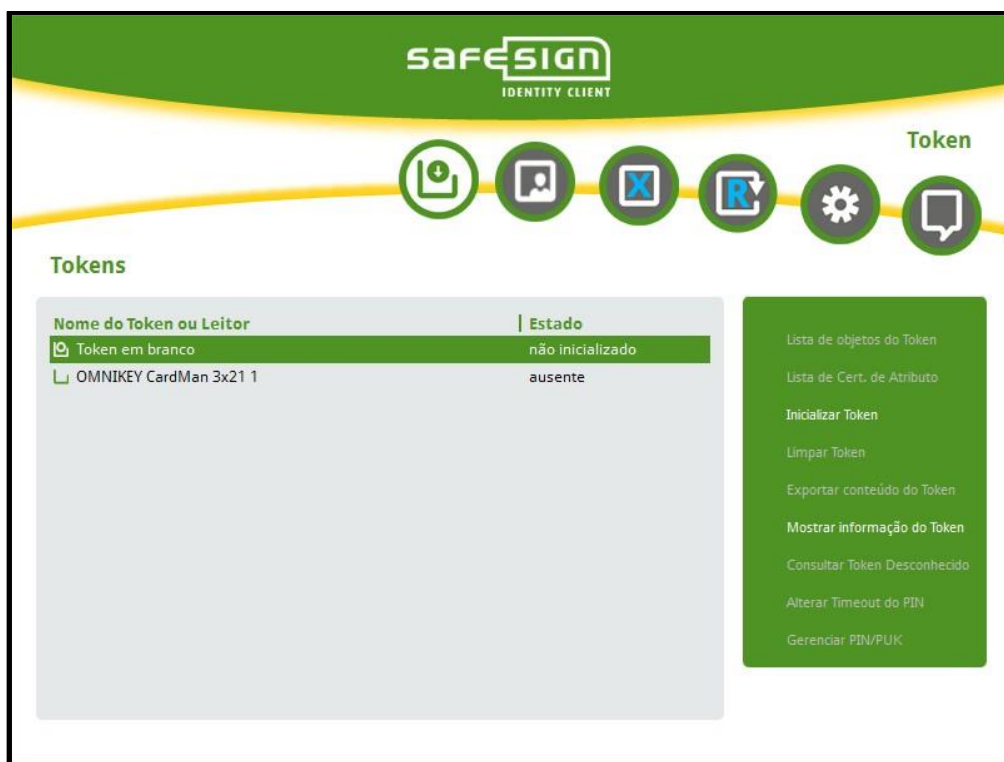 safesign
IDENTITY CLIENT
Token
X
R
Tokens
Nome do Token ou Leitor
Estado
Token em branco
não inicializado
OMNIKEY CardMan 3x21 1
ausente
Lista de objetos do Token
Lista de Cert. de Atributo
Inicializar Token
Limpar Token
Exportar conteúdo do Token
Mostrar informação do Token
Consultar Token Desconhecido
Alterar Timeout do PIN
Gerenciar PIN/PUK